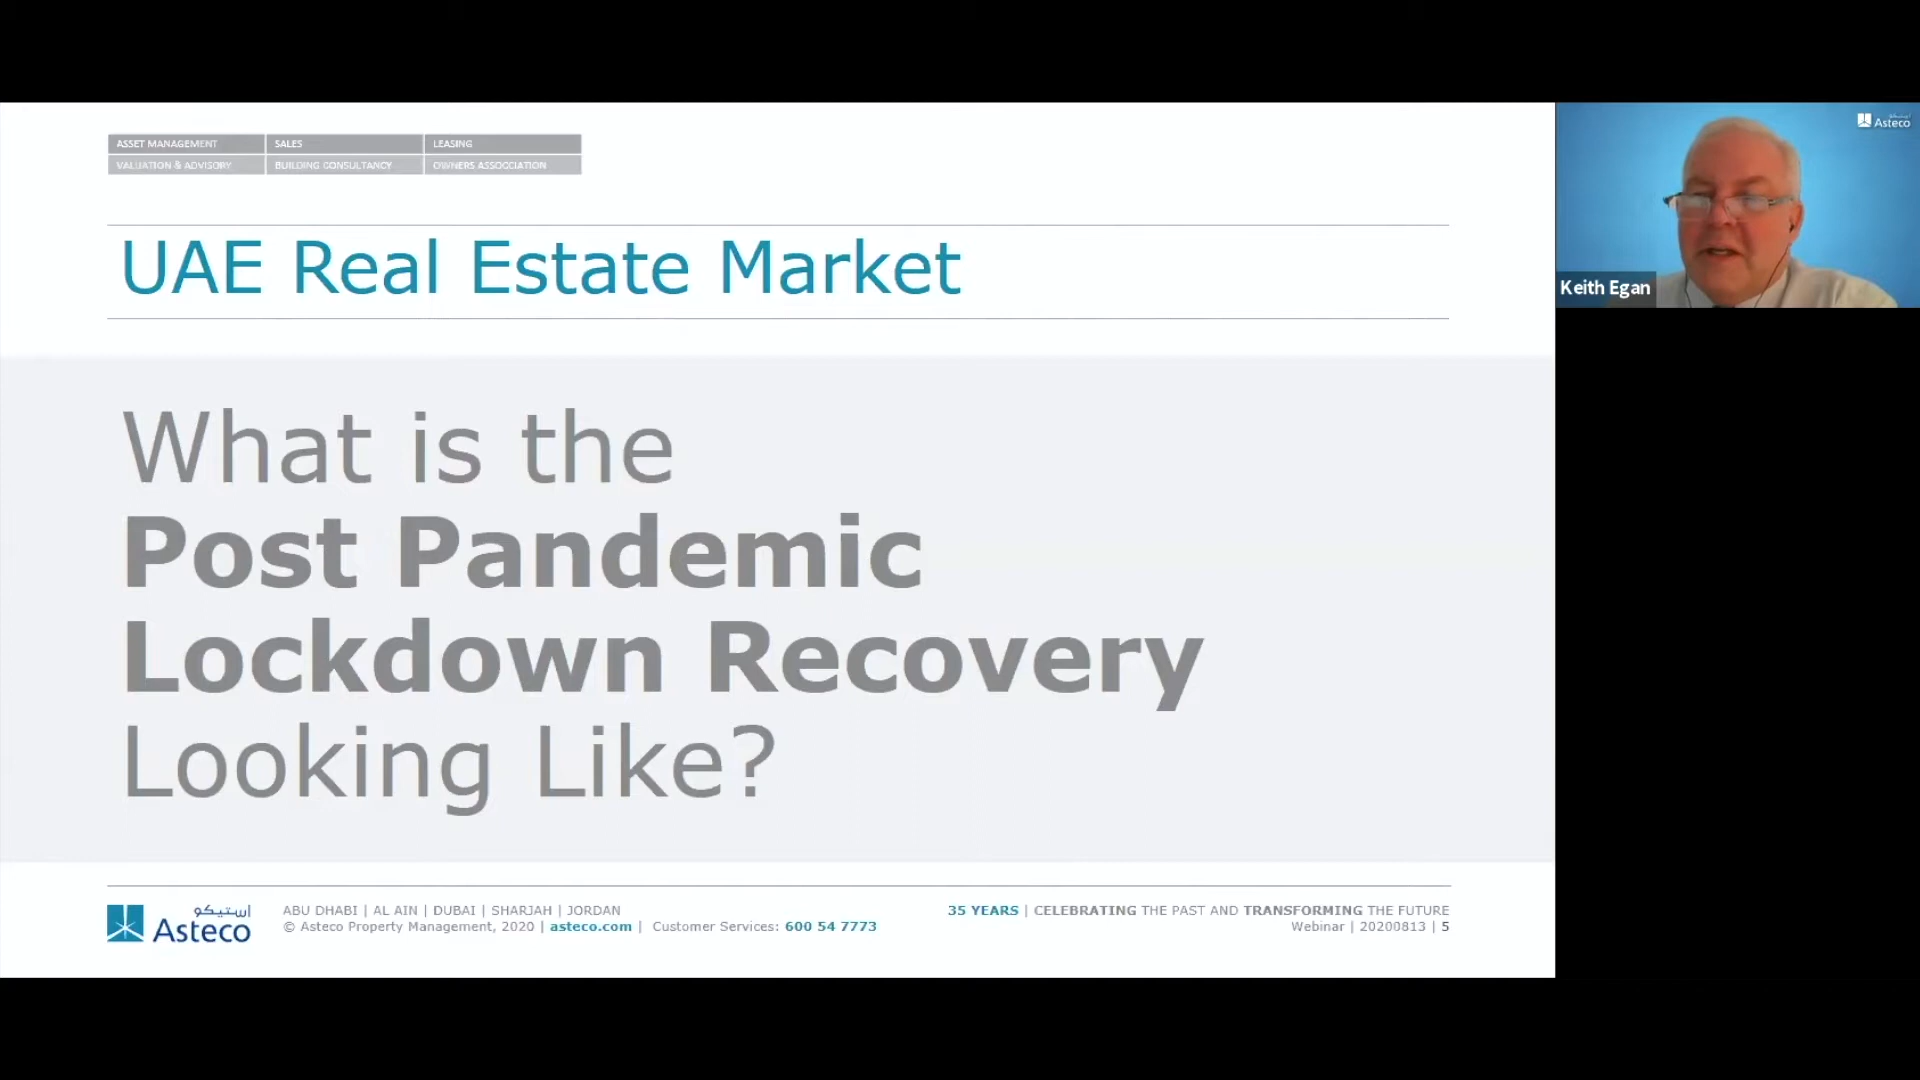 ASSET MANAGEMENT SALES LEASING
VALUATION & ADVISORY BUILDING CONSULTANCY OWNERS ASSOCCIATION
UAE Real Estate Market
What is the
Post Pandemic
Lockdown Recovery
Looking Like?
استيكو
Asteco
ABU DHABI | AL AIN | DUBAI | SHARJAH | JORDAN
© Asteco Property Management, 2020 | asteco.com | Customer Services: 600 54 7773
35 YEARS | CELEBRATING THE PAST AND TRANSFORMING THE FUTURE
Webinar | 20200813 | 5
استيكو
Asteco
Keith Egan